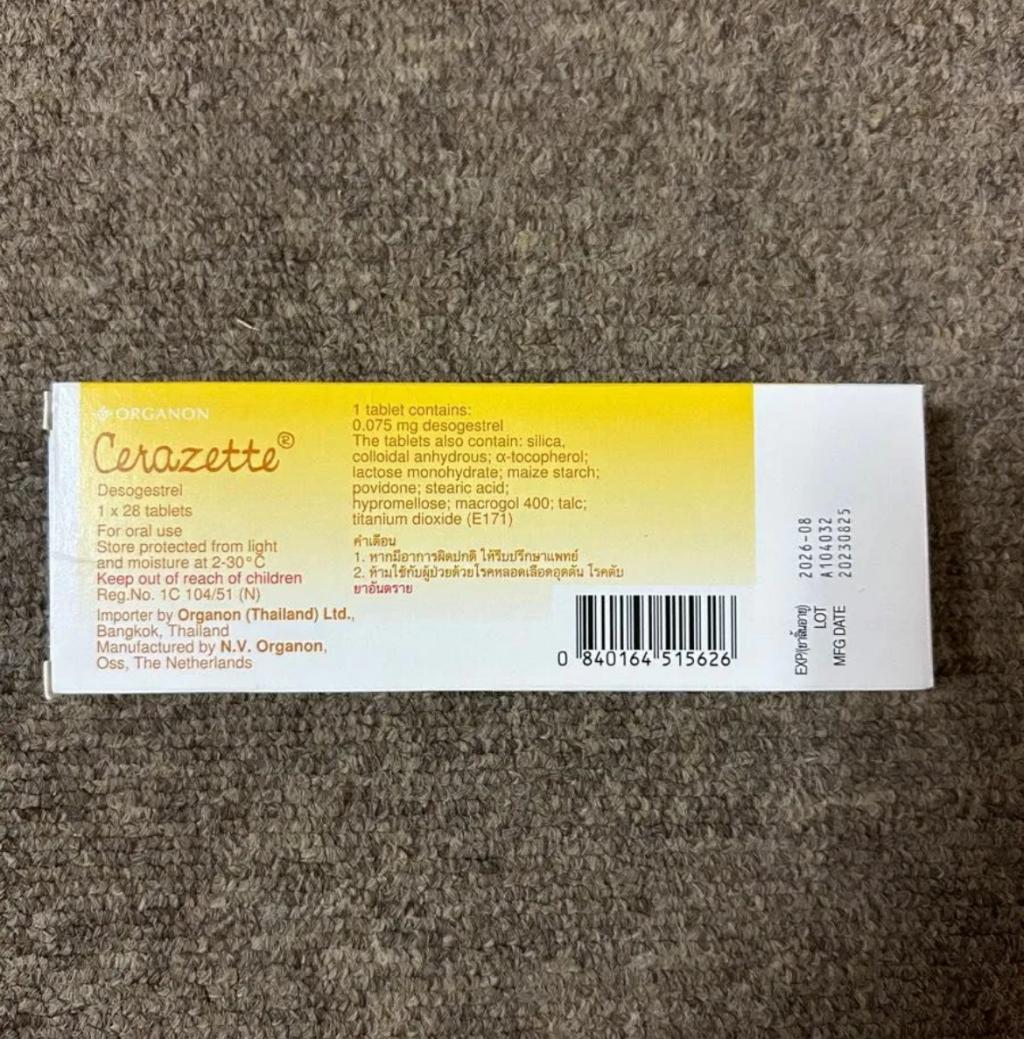 ORGANON
Cerazette®
Desogestrel
1 x 28 tablets
For oral use
Store protected from light
and moisture at 2-30°C
Keep out of reach of children
Reg.No. 1C 104/51 (N)
Importer by Organon (Thailand) Ltd.,
Bangkok, Thailand
Manufactured by N.V. Organon,
Oss, The Netherlands
1 tablet contains:
0.075 mg desogestrel
The tablets also contain: silica,
colloidal anhydrous; α-tocopherol;
lactose monohydrate; maize starch;
povidone; stearic acid;
hypromellose; macrogol 400; talc;
titanium dioxide (E171)
คำเตือน
1. หากมีอาการผิดปกติ ให้รีบปรึกษาแพทย์
2. ห้ามใช้กับผู้ป่วยด้วยโรคหลอดเลือดอุดตัน โรคตับ
ยาอันตราย
0 840164 515626
EXP(ยาสิ้นอายุ) 2026-08
LOT A104032
MFG DATE 20230825